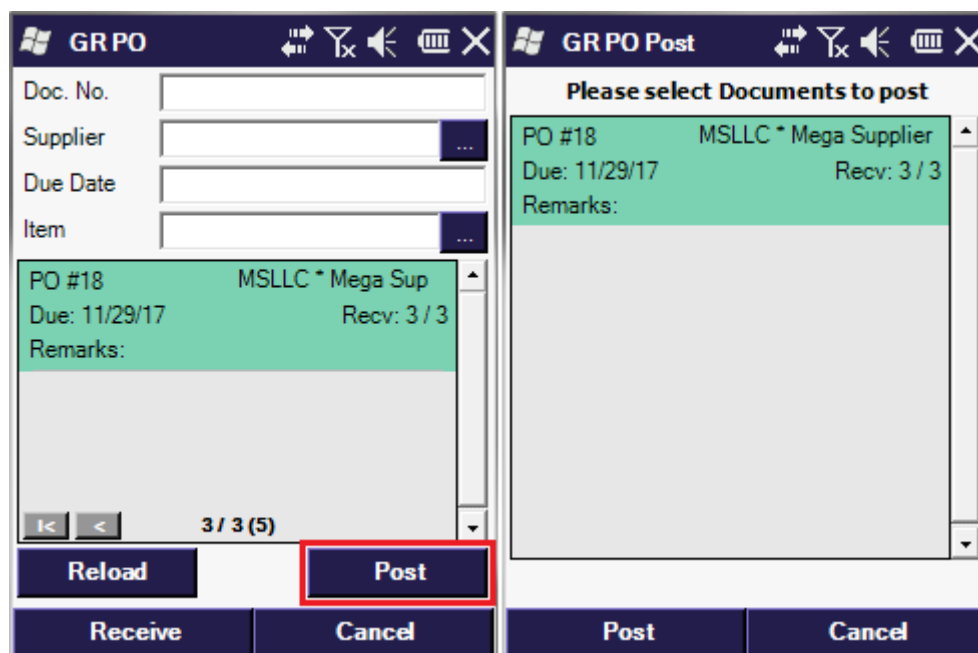 GR PO
Doc. No.
Supplier
...
Due Date
Item
...
PO #18 MSLLC * Mega Sup
Due: 11/29/17 Recv: 3 / 3
Remarks:
I< < 3 / 3 (5)
Reload Post
Receive Cancel
GR PO Post
Please select Documents to post
PO #18 MSLLC * Mega Supplier
Due: 11/29/17 Recv: 3 / 3
Remarks:
Post Cancel